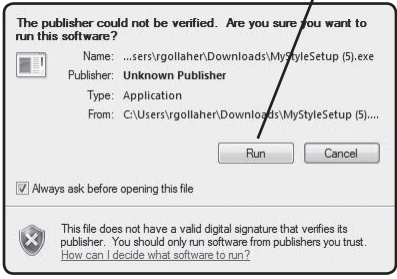 The publisher could not be verified. Are you sure you want to
run this software?
Name: ...sers\rgollaher\Downloads\MyStyleSetup (5).exe
Publisher: Unknown Publisher
Type: Application
From: C:\Users\rgollaher\Downloads\MyStyleSetup (5)....
Run Cancel
Always ask before opening this file
This file does not have a valid digital signature that verifies its
publisher. You should only run software from publishers you trust.
How can I decide what software to run?